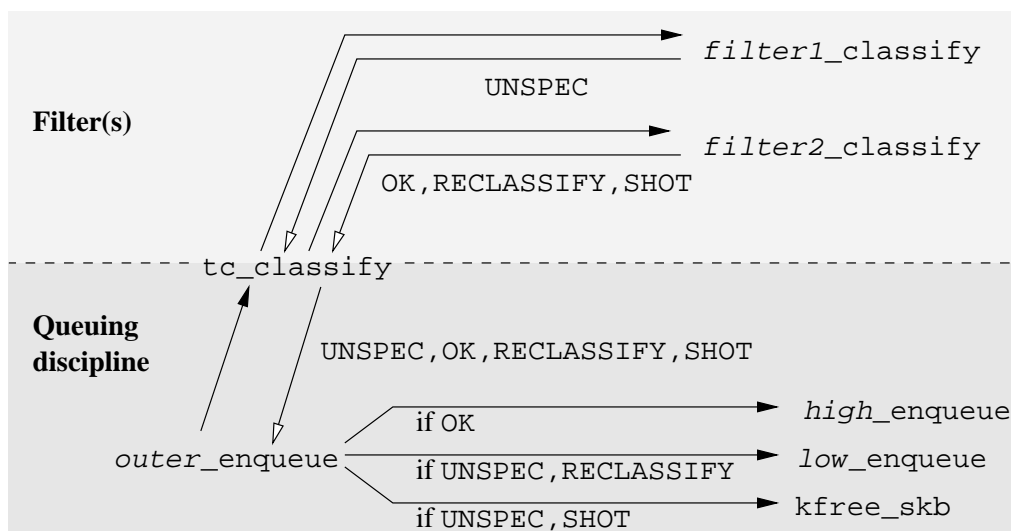 filter1_classify
UNSPEC
Filter(s)
filter2_classify
OK,RECLASSIFY,SHOT
tc_classify
Queuing
discipline
UNSPEC,OK,RECLASSIFY,SHOT
high_enqueue
if OK
outer_enqueue
low_enqueue
if UNSPEC,RECLASSIFY
kfree_skb
if UNSPEC,SHOT